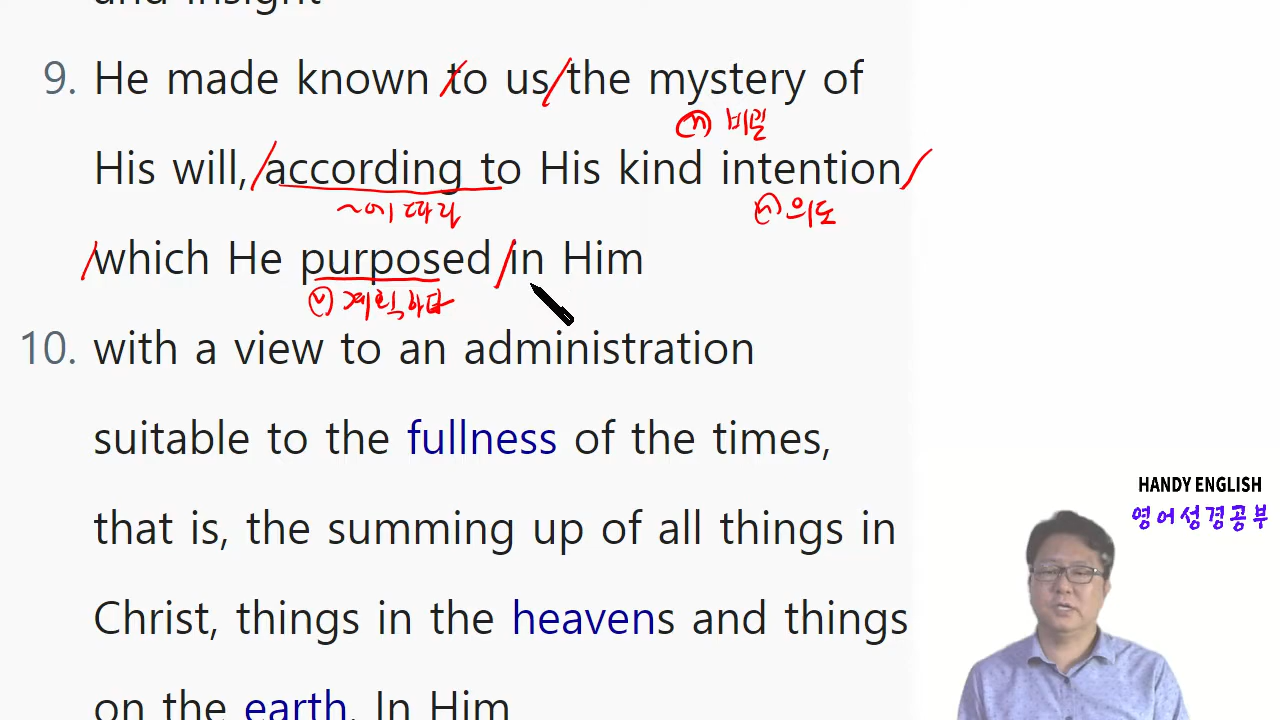 and insight
9. He made known to us the mystery of
ⓝ 비밀
His will, according to His kind intention
~에 따라
ⓝ 의도
which He purposed in Him
ⓥ 계획하다
10. with a view to an administration
suitable to the fullness of the times,
that is, the summing up of all things in
Christ, things in the heavens and things
on the earth. In Him
HANDY ENGLISH
영어성경공부